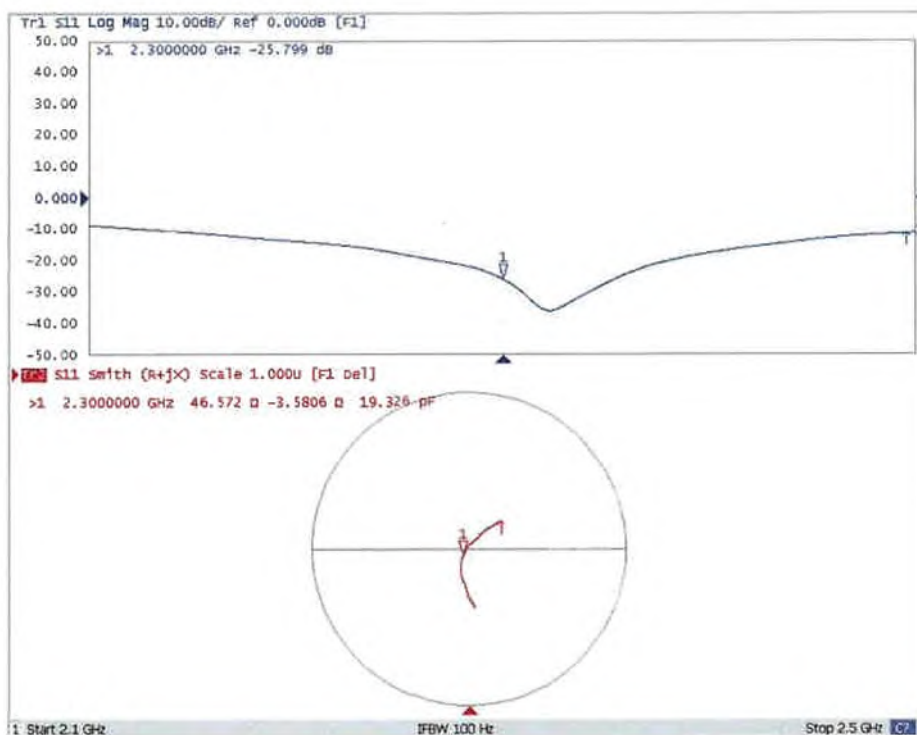 Tr1 S11 Log Mag 10.00dB/ Ref 0.000dB [F1]
50.00
>1 2.3000000 GHz -25.799 dB
40.00
30.00
20.00
10.00
0.000
-10.00
-20.00
1
-30.00
-40.00
-50.00
S11 Smith (R+jX) Scale 1.000U [F1 Del]
>1 2.3000000 GHz 46.572 Ω -3.5806 Ω 19.326 pF
1
1 Start 2.1 GHz IFBW 100 Hz Stop 2.5 GHz C?